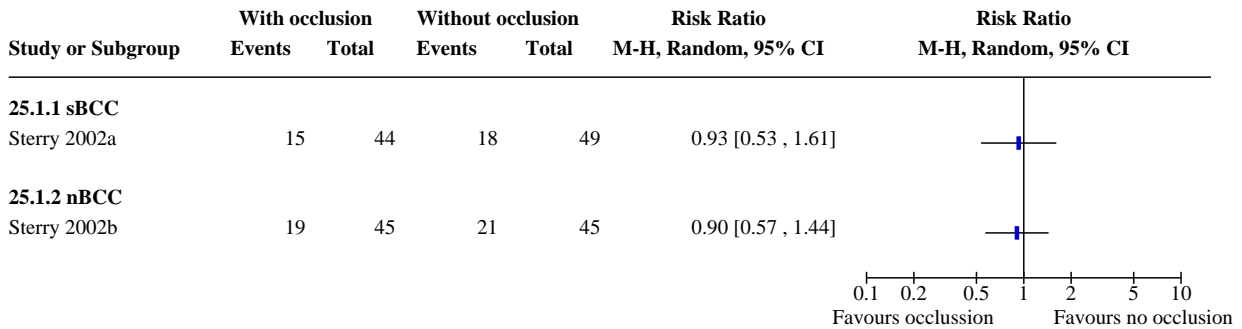 With occlusion Without occlusion Risk Ratio Risk Ratio
Study or Subgroup Events Total Events Total M-H, Random, 95% CI M-H, Random, 95% CI
25.1.1 sBCC
Sterry 2002a 15 44 18 49 0.93 [0.53 , 1.61]
25.1.2 nBCC
Sterry 2002b 19 45 21 45 0.90 [0.57 , 1.44]
0.1 0.2 0.5 1 2 5 10
Favours occlussion Favours no occlusion